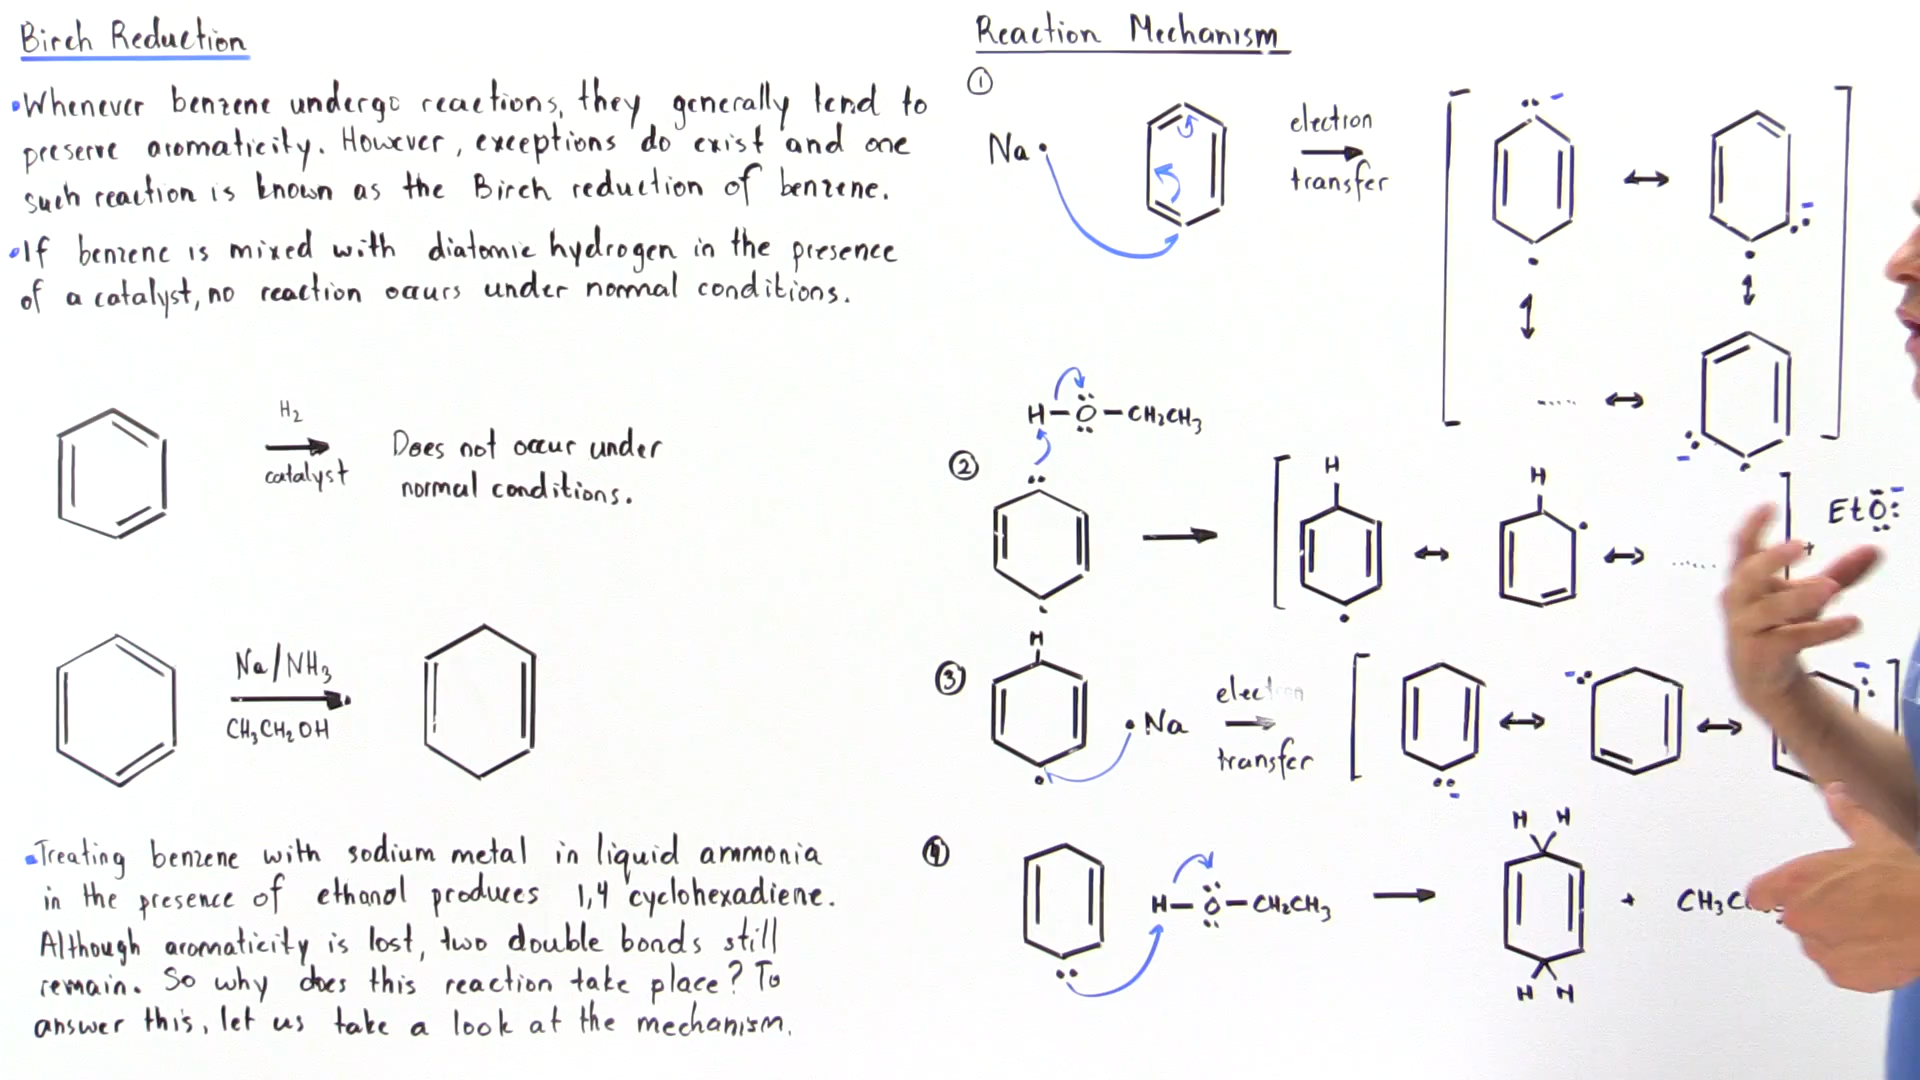 Birch Reduction
•Whenever benzene undergo reactions, they generally tend to
preserve aromaticity. However, exceptions do exist and one
such reaction is known as the Birch reduction of benzene.
•If benzene is mixed with diatomic hydrogen in the presence
of a catalyst, no reaction occurs under normal conditions.
H2
catalyst
Does not occur under
normal conditions.
Na/NH3
CH3CH2OH
•Treating benzene with sodium metal in liquid ammonia
in the presence of ethanol produces 1,4 cyclohexadiene.
Although aromaticity is lost, two double bonds still
remain. So why does this reaction take place? To
answer this, let us take a look at the mechanism.
Reaction Mechanism
①
Na•
electron
transfer
②
H–O–CH2CH3
H
H
+
EtO:–
③
H
•Na
electron
transfer
④
H–O–CH2CH3
H H
H H
+
CH3C